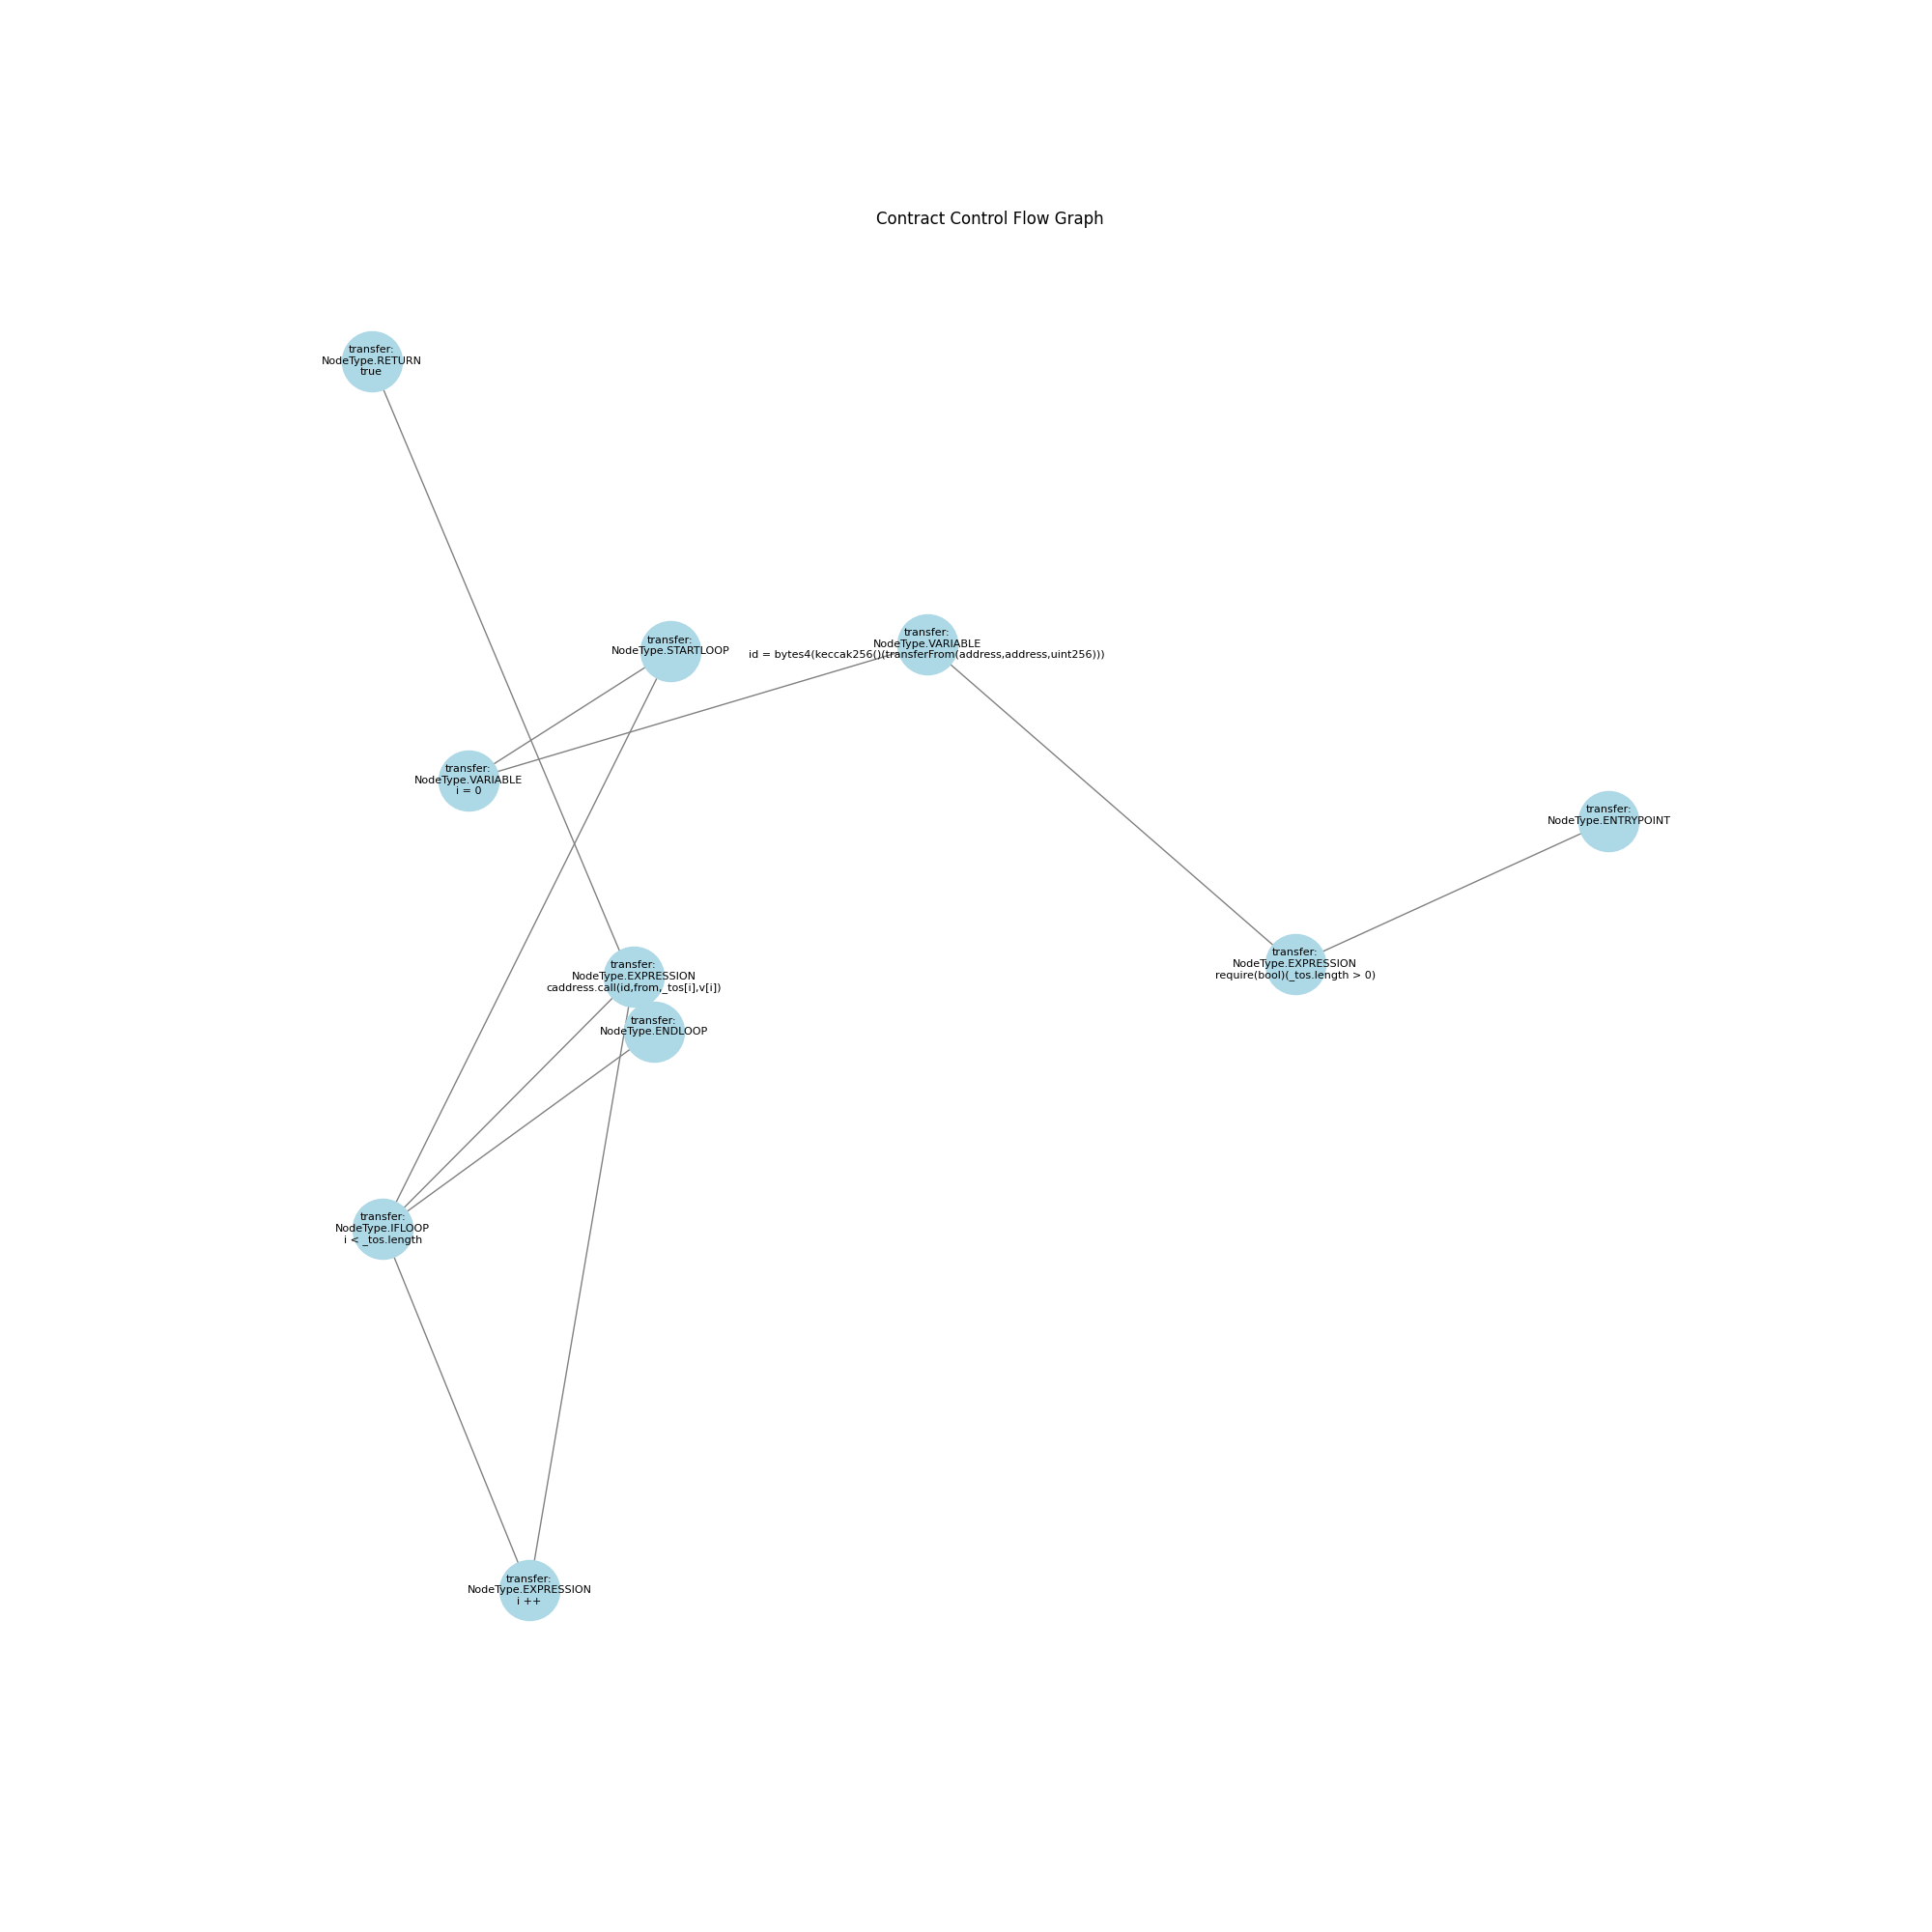 Contract Control Flow Graph
transfer:
NodeType.RETURN
true
transfer:
NodeType.STARTLOOP
transfer:
NodeType.VARIABLE
id = bytes4(keccak256()(transferFrom(address,address,uint256)))
transfer:
NodeType.VARIABLE
i = 0
transfer:
NodeType.ENTRYPOINT
transfer:
NodeType.EXPRESSION
require(bool)(_tos.length > 0)
transfer:
NodeType.EXPRESSION
caddress.call(id,from,_tos[i],v[i])
transfer:
NodeType.ENDLOOP
transfer:
NodeType.IFLOOP
i < _tos.length
transfer:
NodeType.EXPRESSION
i ++